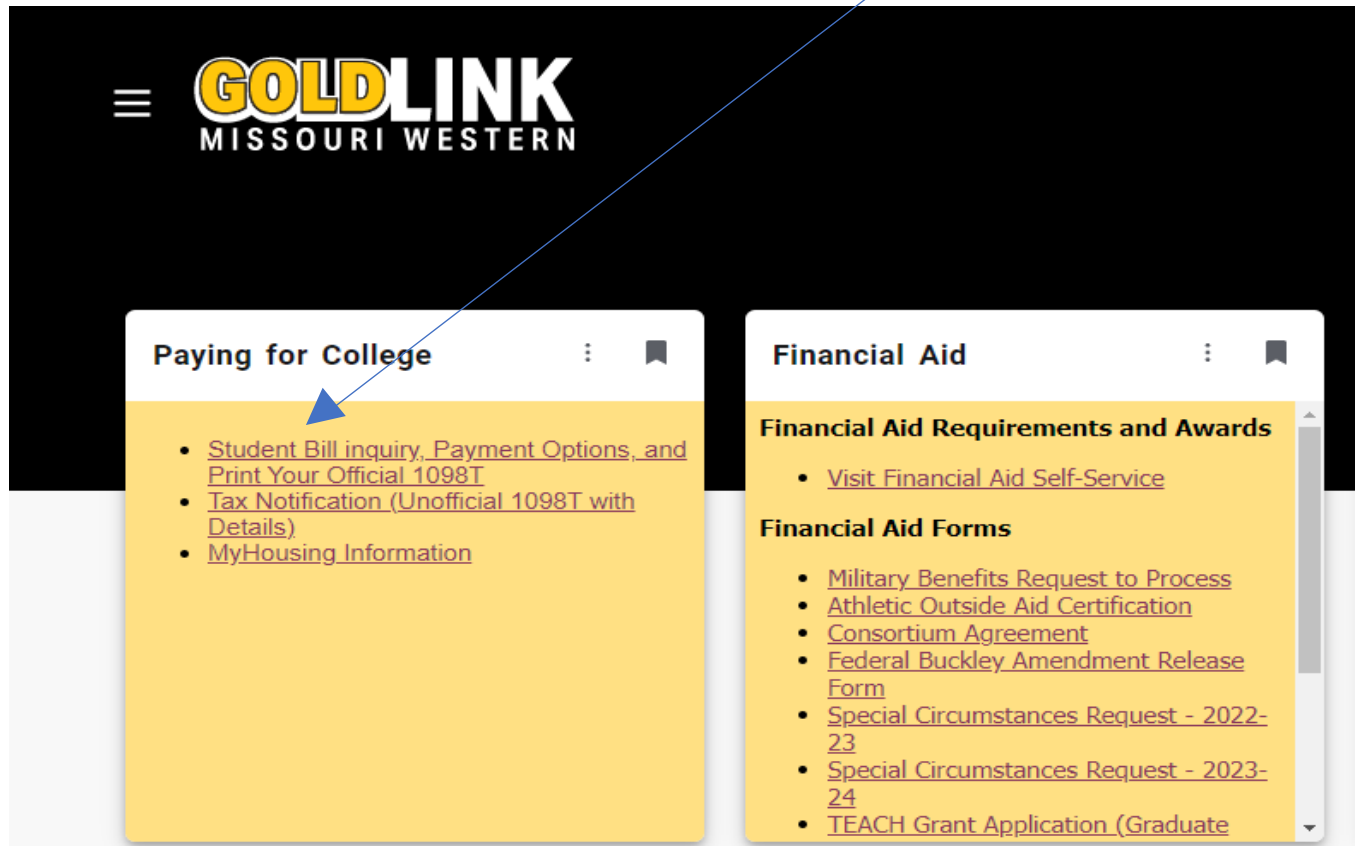 GOLDLINK
MISSOURI WESTERN
Paying for College
Student Bill inquiry, Payment Options, and
Print Your Official 1098T
Tax Notification (Unofficial 1098T with
Details)
MyHousing Information
Financial Aid
Financial Aid Requirements and Awards
Visit Financial Aid Self-Service
Financial Aid Forms
Military Benefits Request to Process
Athletic Outside Aid Certification
Consortium Agreement
Federal Buckley Amendment Release
Form
Special Circumstances Request - 2022-
23
Special Circumstances Request - 2023-
24
TEACH Grant Application (Graduate